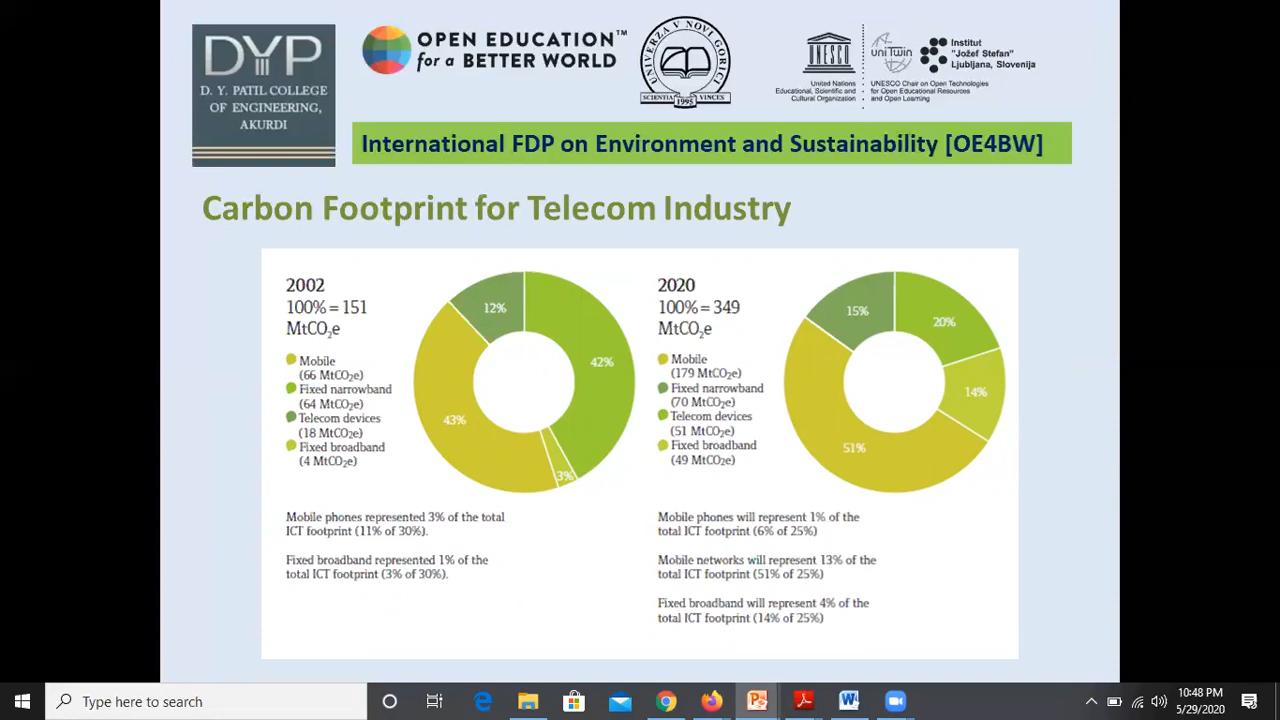 DYP
D. Y. PATIL COLLEGE
OF ENGINEERING,
AKURDI
OPEN EDUCATION™
for a BETTER WORLD
UNIVERZA V NOVI GORICI
SCIENTIA VINCES
1995
UNESCO
United Nations
Educational, Scientific and
Cultural Organization
uniTwin
Institut
"Jožef Stefan"
Ljubljana, Slovenija
UNESCO Chair on Open Technologies
for Open Educational Resources
and Open Learning
International FDP on Environment and Sustainability [OE4BW]
Carbon Footprint for Telecom Industry
2002
100% = 151
MtCO₂e
Mobile
(66 MtCO2e)
Fixed narrowband
(64 MtCO2e)
Telecom devices
(18 MtCO2e)
Fixed broadband
(4 MtCO2e)
12%
42%
43%
3%
Mobile phones represented 3% of the total
ICT footprint (11% of 30%).
Fixed broadband represented 1% of the
total ICT footprint (3% of 30%).
2020
100% = 349
MtCO₂e
Mobile
(179 MtCO2e)
Fixed narrowband
(70 MtCO2e)
Telecom devices
(51 MtCO2e)
Fixed broadband
(49 MtCO2e)
15%
20%
14%
51%
Mobile phones will represent 1% of the
total ICT footprint (6% of 25%)
Mobile networks will represent 13% of the
total ICT footprint (51% of 25%)
Fixed broadband will represent 4% of the
total ICT footprint (14% of 25%)
Type here to search
10:48 PM
5/29/2020